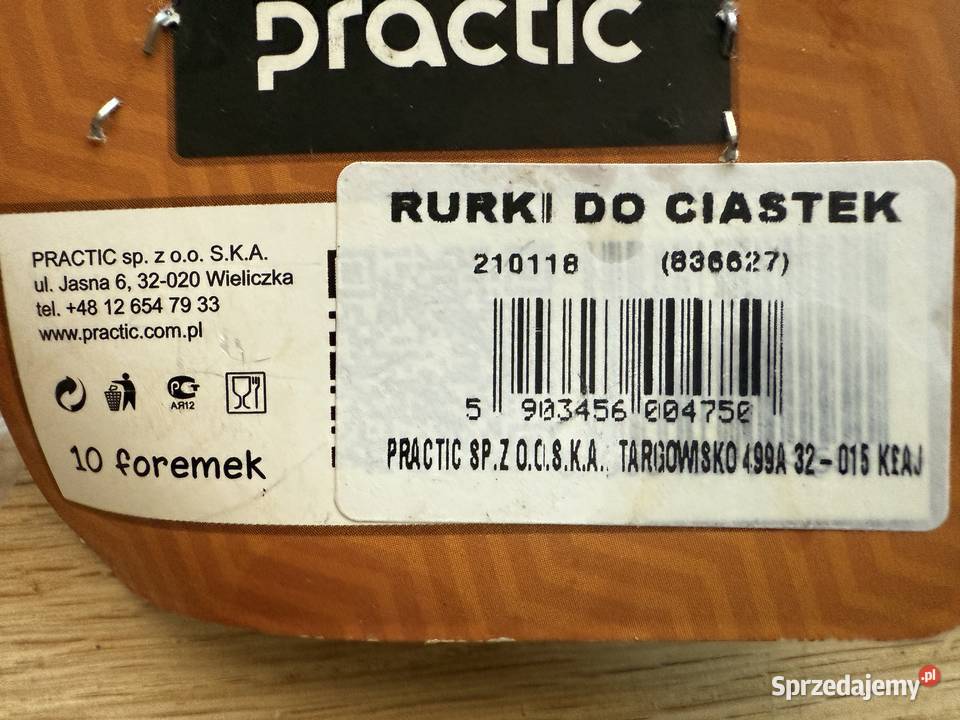 practic
RURKI DO CIASTEK
210118 (836627)
5 903456 004750
PRACTIC SP.Z O.O.S.K.A. TARGOWISKO 499A 32-015 KŁAJ
PRACTIC sp. z o.o. S.K.A.
ul. Jasna 6, 32-020 Wieliczka
tel. +48 12 654 79 33
www.practic.com.pl
РСТ
АЯ12
10 foremek
Sprzedajemy.pl